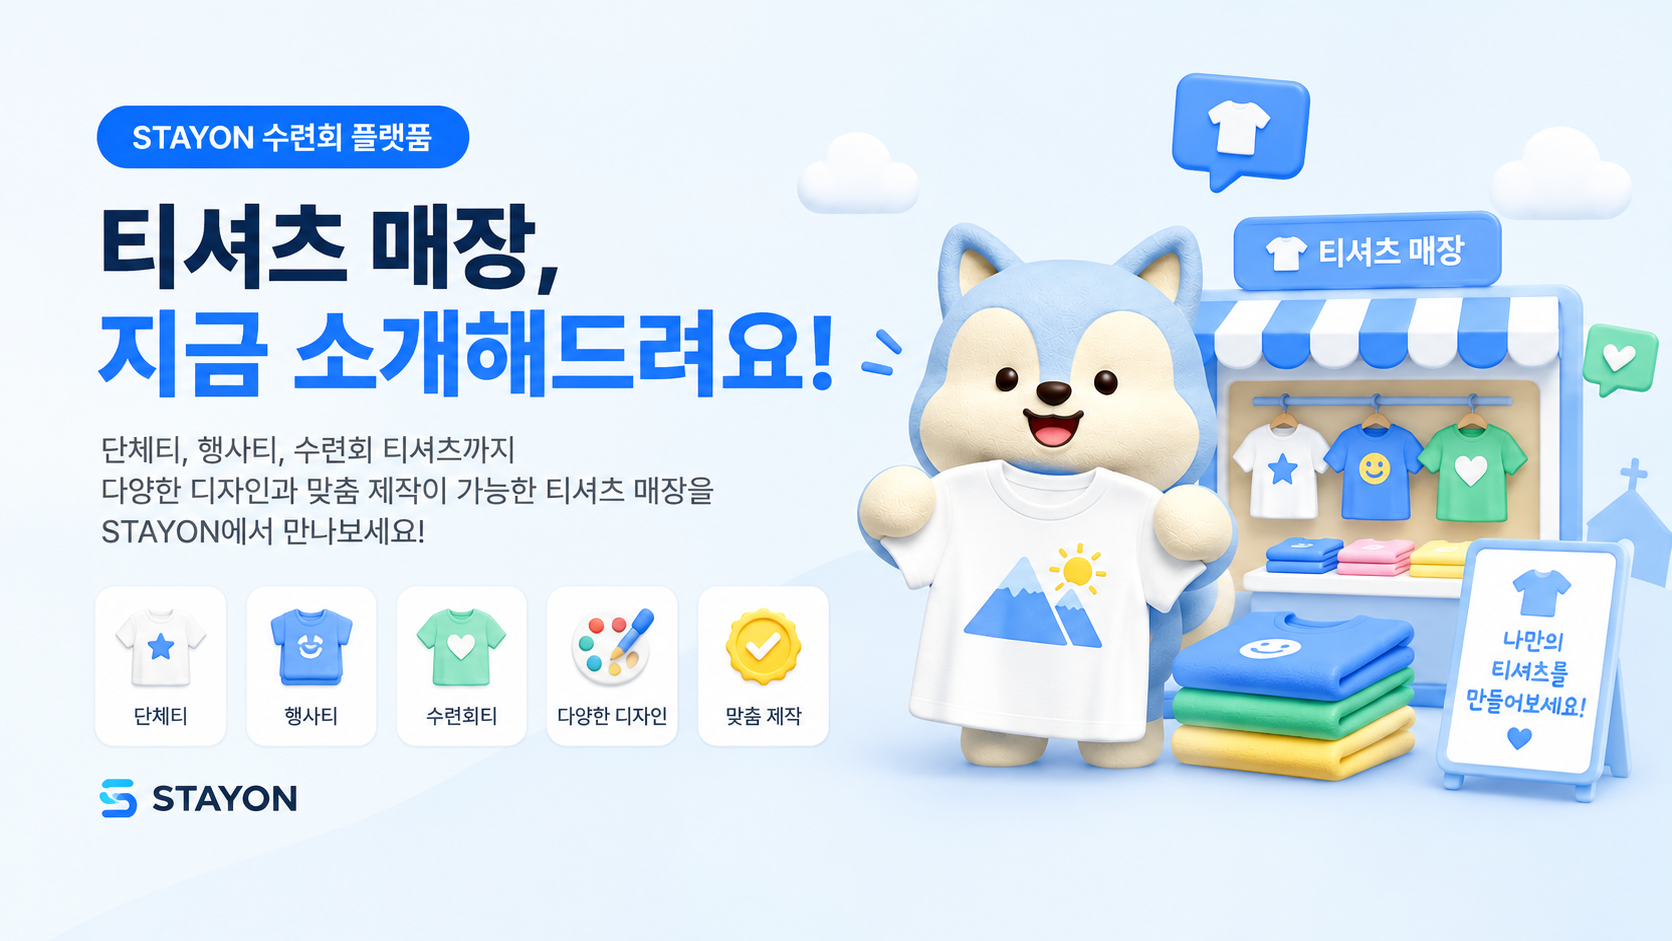 STAYON 수련회 플랫폼
티셔츠 매장,
지금 소개해드려요!
단체티, 행사티, 수련회 티셔츠까지
다양한 디자인과 맞춤 제작이 가능한 티셔츠 매장을
STAYON에서 만나보세요!
단체티
행사티
수련회티
다양한 디자인
맞춤 제작
STAYON
티셔츠 매장
나만의
티셔츠를
만들어보세요!